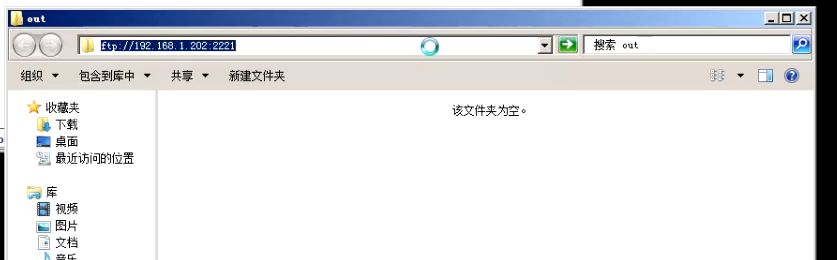 out
ftp://192.168.1.202:2221
搜索 out
组织 包含到库中 共享 新建文件夹
收藏夹
下载
桌面
最近访问的位置
库
视频
图片
文档
音乐
该文件夹为空。